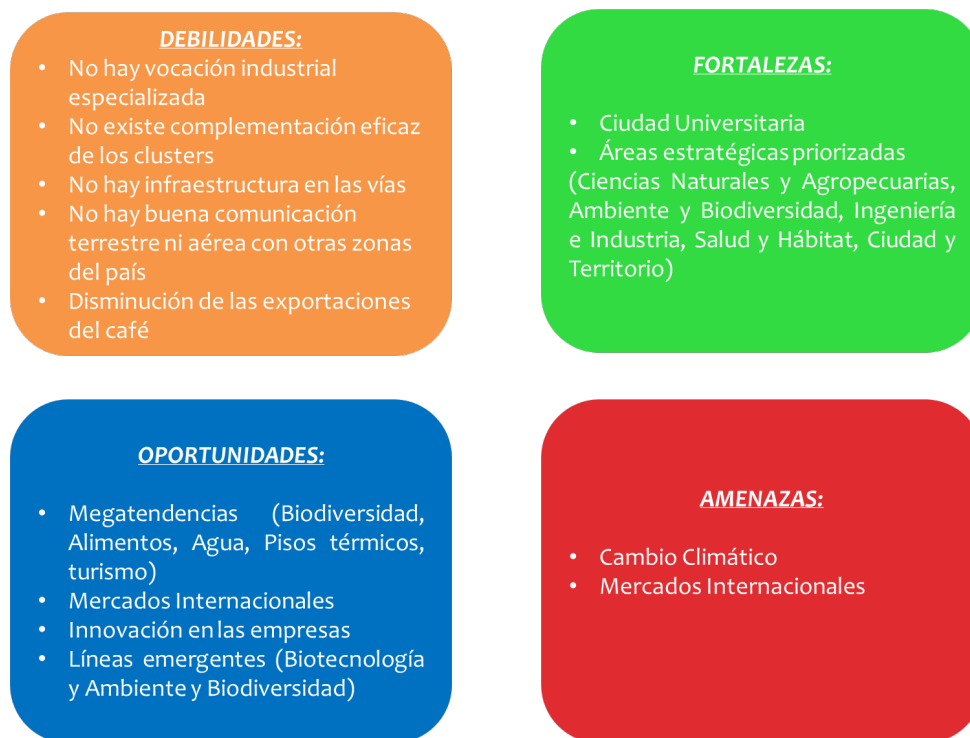 DEBILIDADES:
• No hay vocación industrial
especializada
• No existe complementación eficaz
de los clusters
• No hay infraestructura en las vías
• No hay buena comunicación
terrestre ni aérea con otras zonas
del país
• Disminución de las exportaciones
del café
FORTALEZAS:
• Ciudad Universitaria
• Áreas estratégicas priorizadas
(Ciencias Naturales y Agropecuarias,
Ambiente y Biodiversidad, Ingeniería
e Industria, Salud y Hábitat, Ciudad y
Territorio)
OPORTUNIDADES:
• Megatendencias (Biodiversidad,
Alimentos, Agua, Pisos térmicos,
turismo)
• Mercados Internacionales
• Innovación en las empresas
• Líneas emergentes (Biotecnología
y Ambiente y Biodiversidad)
AMENAZAS:
• Cambio Climático
• Mercados Internacionales